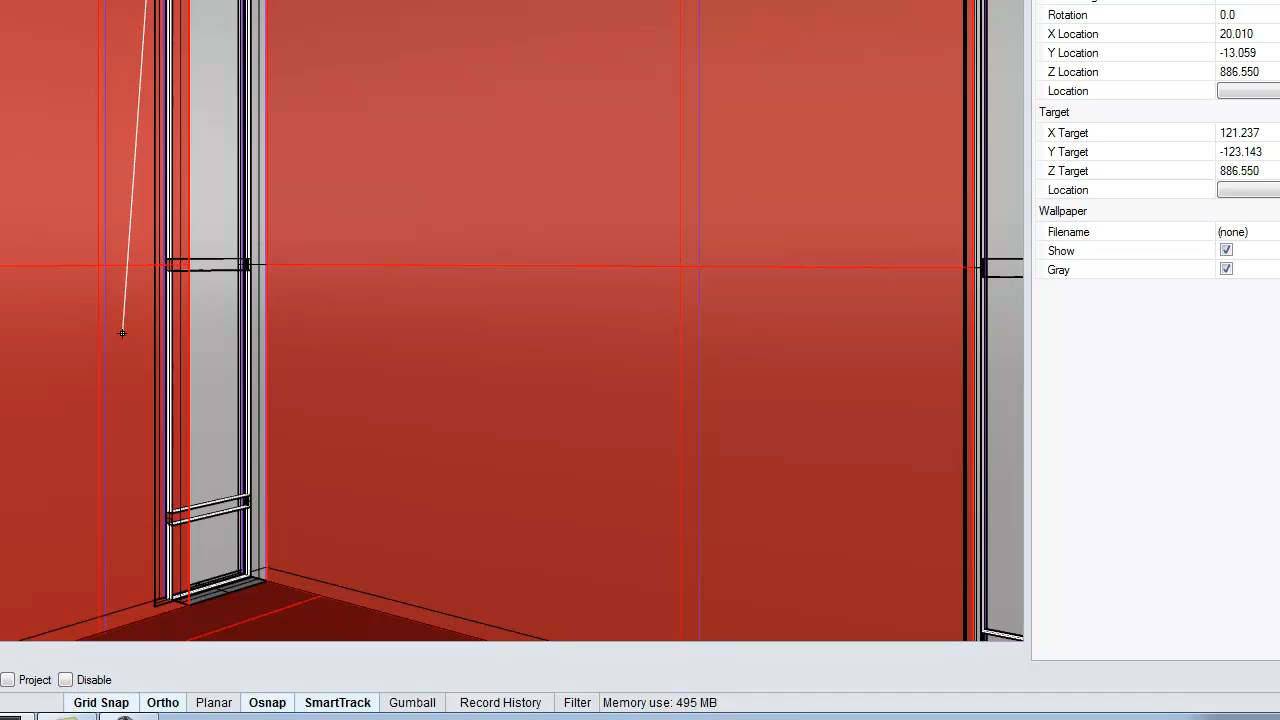 Rotation 0.0
X Location 20.010
Y Location -13.059
Z Location 886.550
Location
Target
X Target 121.237
Y Target -123.143
Z Target 886.550
Location
Wallpaper
Filename (none)
Show
Gray
Project Disable
Grid Snap Ortho Planar Osnap SmartTrack Gumball Record History Filter Memory use: 495 MB